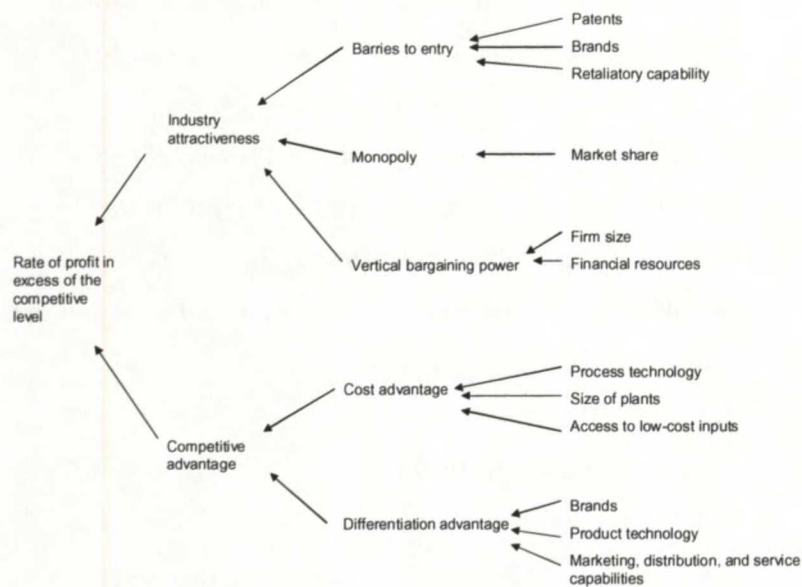 Patents
Barries to entry
Brands
Retaliatory capability
Industry
attractiveness
Monopoly
Market share
Firm size
Vertical bargaining power
Financial resources
Rate of profit in
excess of the
competitive
level
Process technology
Cost advantage
Size of plants
Access to low-cost inputs
Competitive
advantage
Brands
Differentiation advantage
Product technology
Marketing, distribution, and service
capabilities